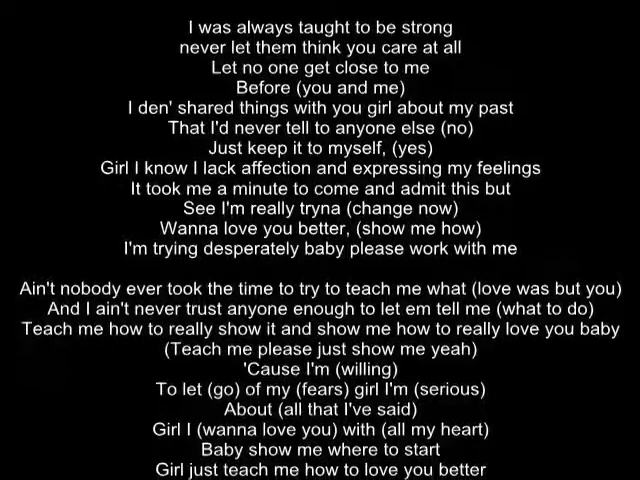 I was always taught to be strong
never let them think you care at all
Let no one get close to me
Before (you and me)
I den' shared things with you girl about my past
That I'd never tell to anyone else (no)
Just keep it to myself, (yes)
Girl I know I lack affection and expressing my feelings
It took me a minute to come and admit this but
See I'm really tryna (change now)
Wanna love you better, (show me how)
I'm trying desperately baby please work with me

Ain't nobody ever took the time to try to teach me what (love was but you)
And I ain't never trust anyone enough to let em tell me (what to do)
Teach me how to really show it and show me how to really love you baby
(Teach me please just show me yeah)
'Cause I'm (willing)
To let (go) of my (fears) girl I'm (serious)
About (all that I've said)
Girl I (wanna love you) with (all my heart)
Baby show me where to start
Girl just teach me how to love you better